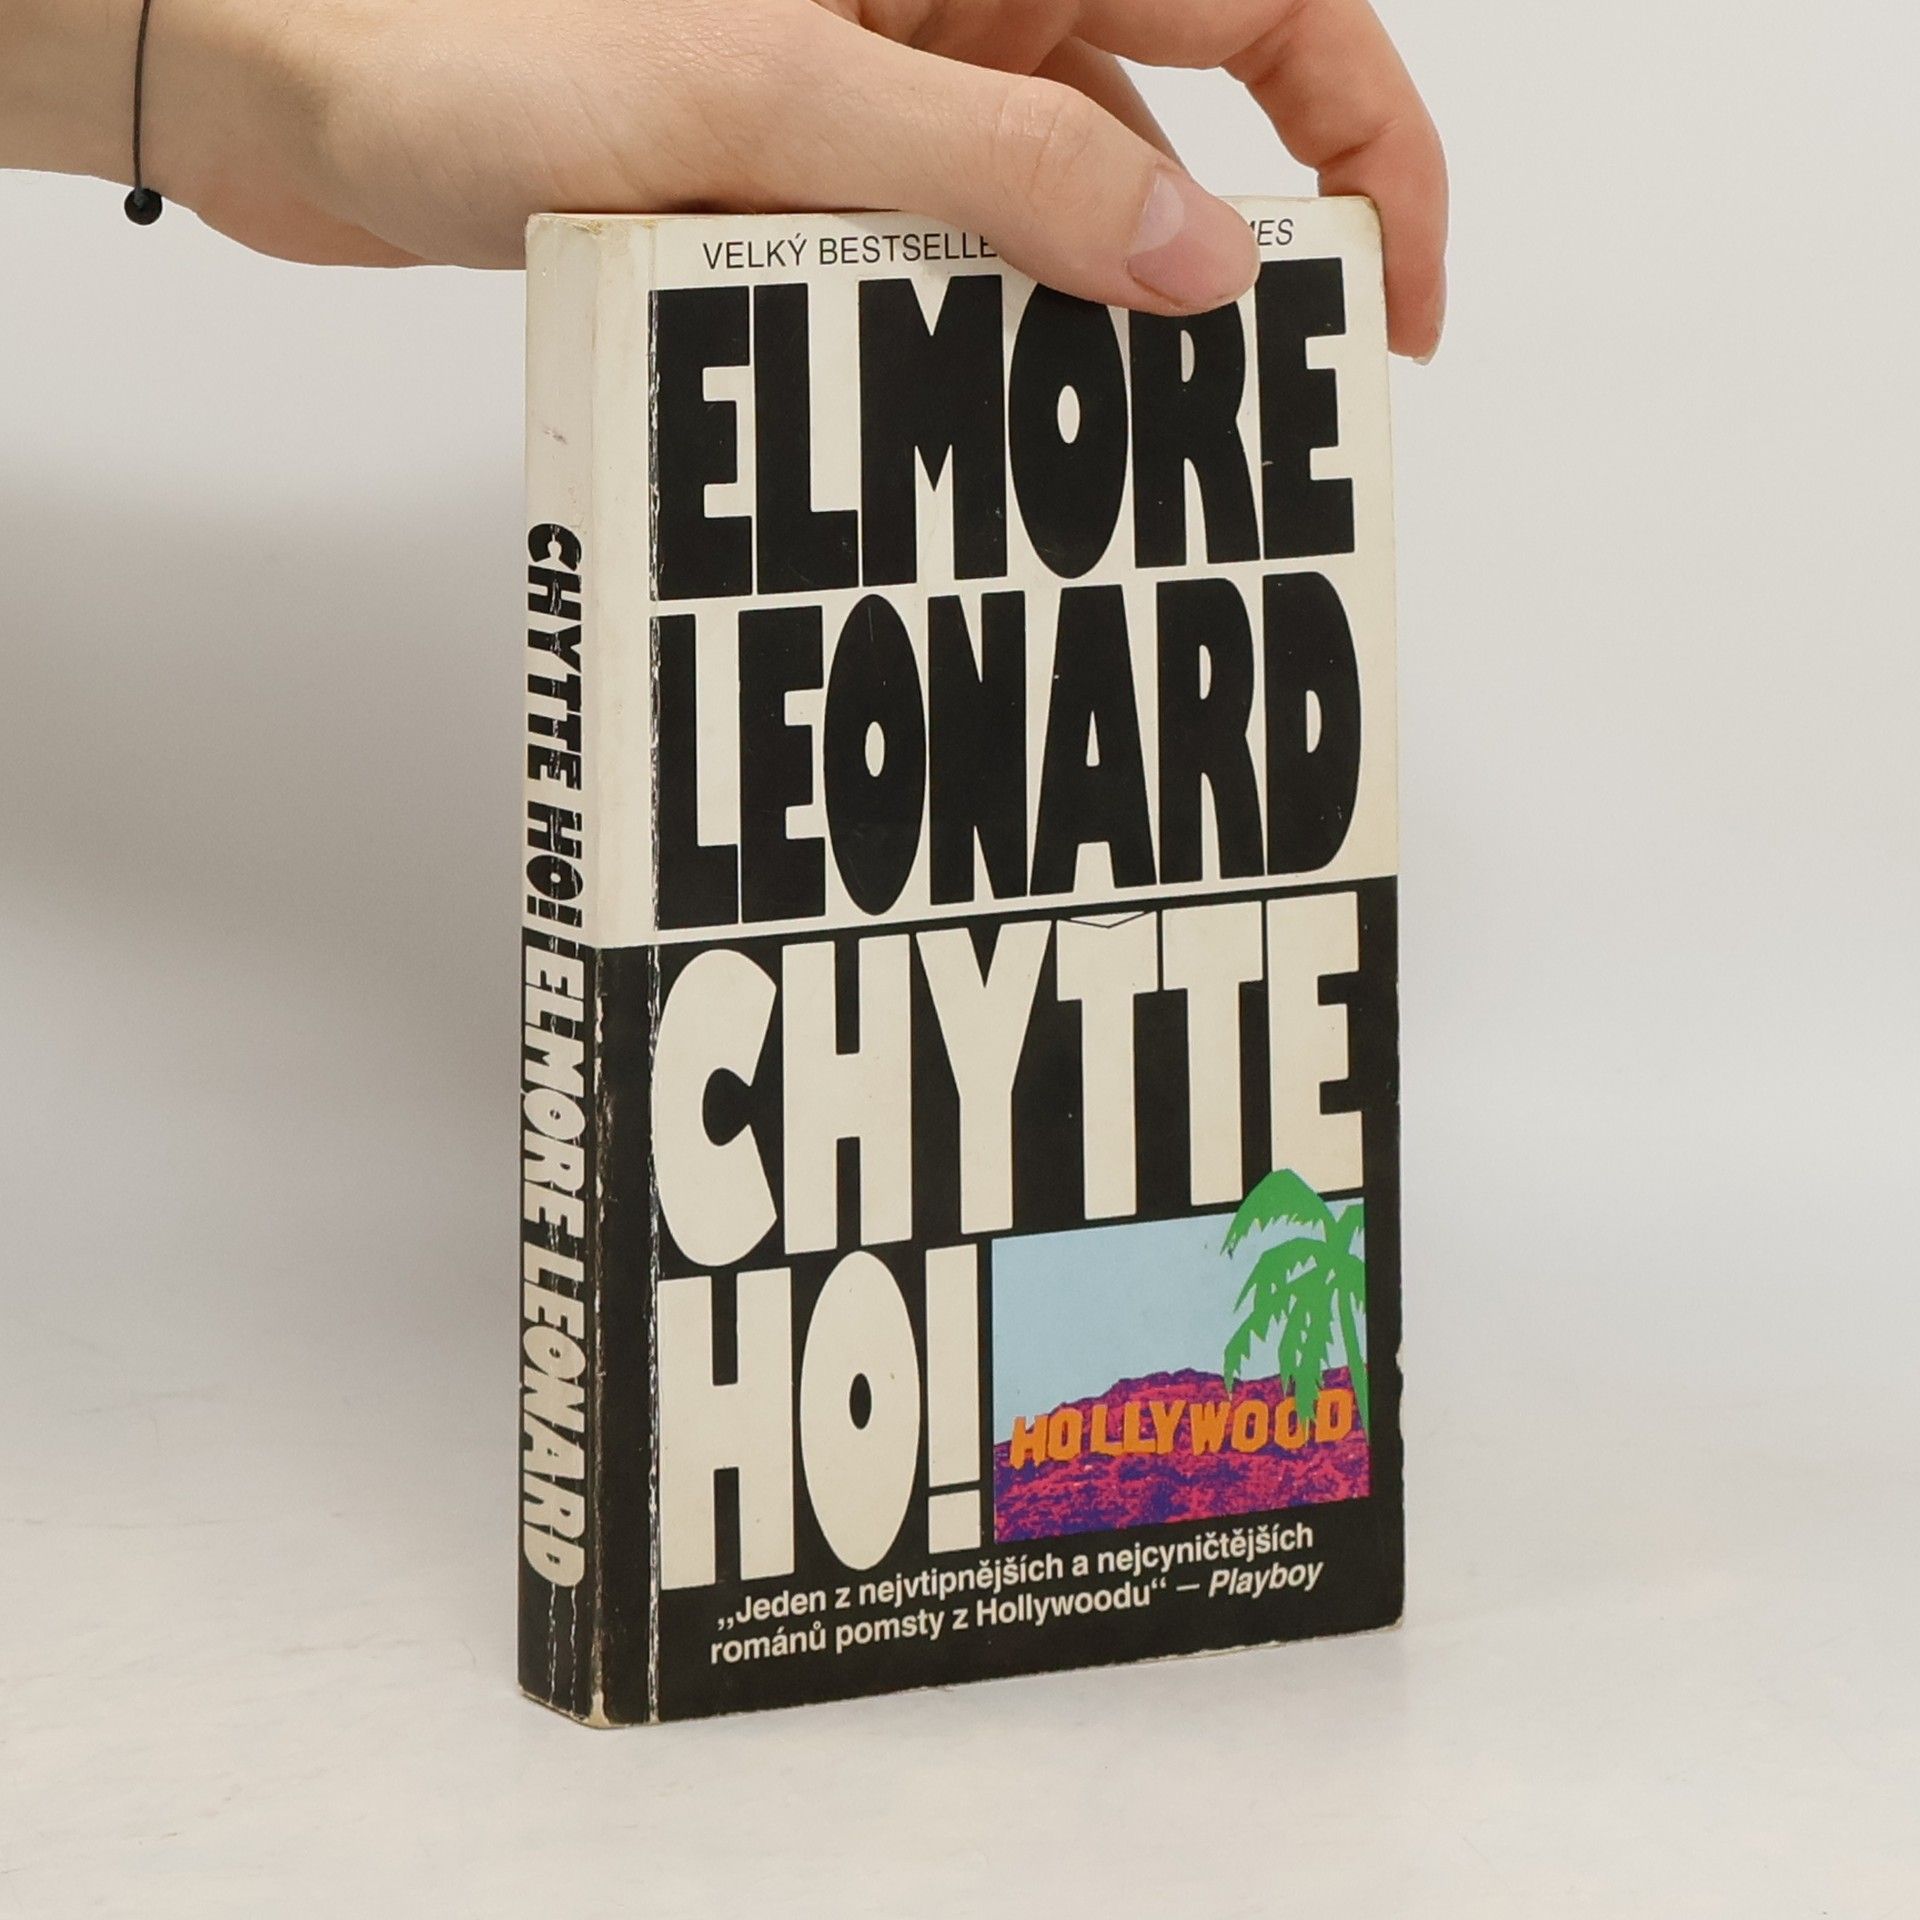 VELKÝ BESTSELLE MES
ELMORE
LEONARD
CHYŤTE
HO!
HOLLYWOOD
„Jeden z nejvtipnějších a nejcyničtějších
románů pomsty z Hollywoodu“ – Playboy
CHYŤTE HO! ELMORE LEONARD